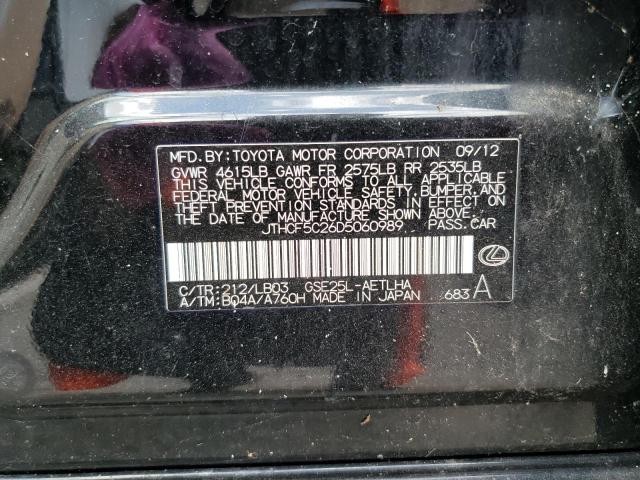 MFD.BY:TOYOTA MOTOR CORPORATION 09/12
GVWR 4615LB GAWR FR 2575LB RR 2535LB
THIS VEHICLE CONFORMS TO ALL APPLICABLE
FEDERAL MOTOR VEHICLE SAFETY,BUMPER,AND
THEFT PREVENTION STANDARDS IN EFFECT ON
THE DATE OF MANUFACTURE SHOWN ABOVE.
JTHCF5C26D5060989 PASS.CAR
C/TR:212/LB03 GSE25L-AETLHA
A/TM:BQ4A/A760H MADE IN JAPAN 683A